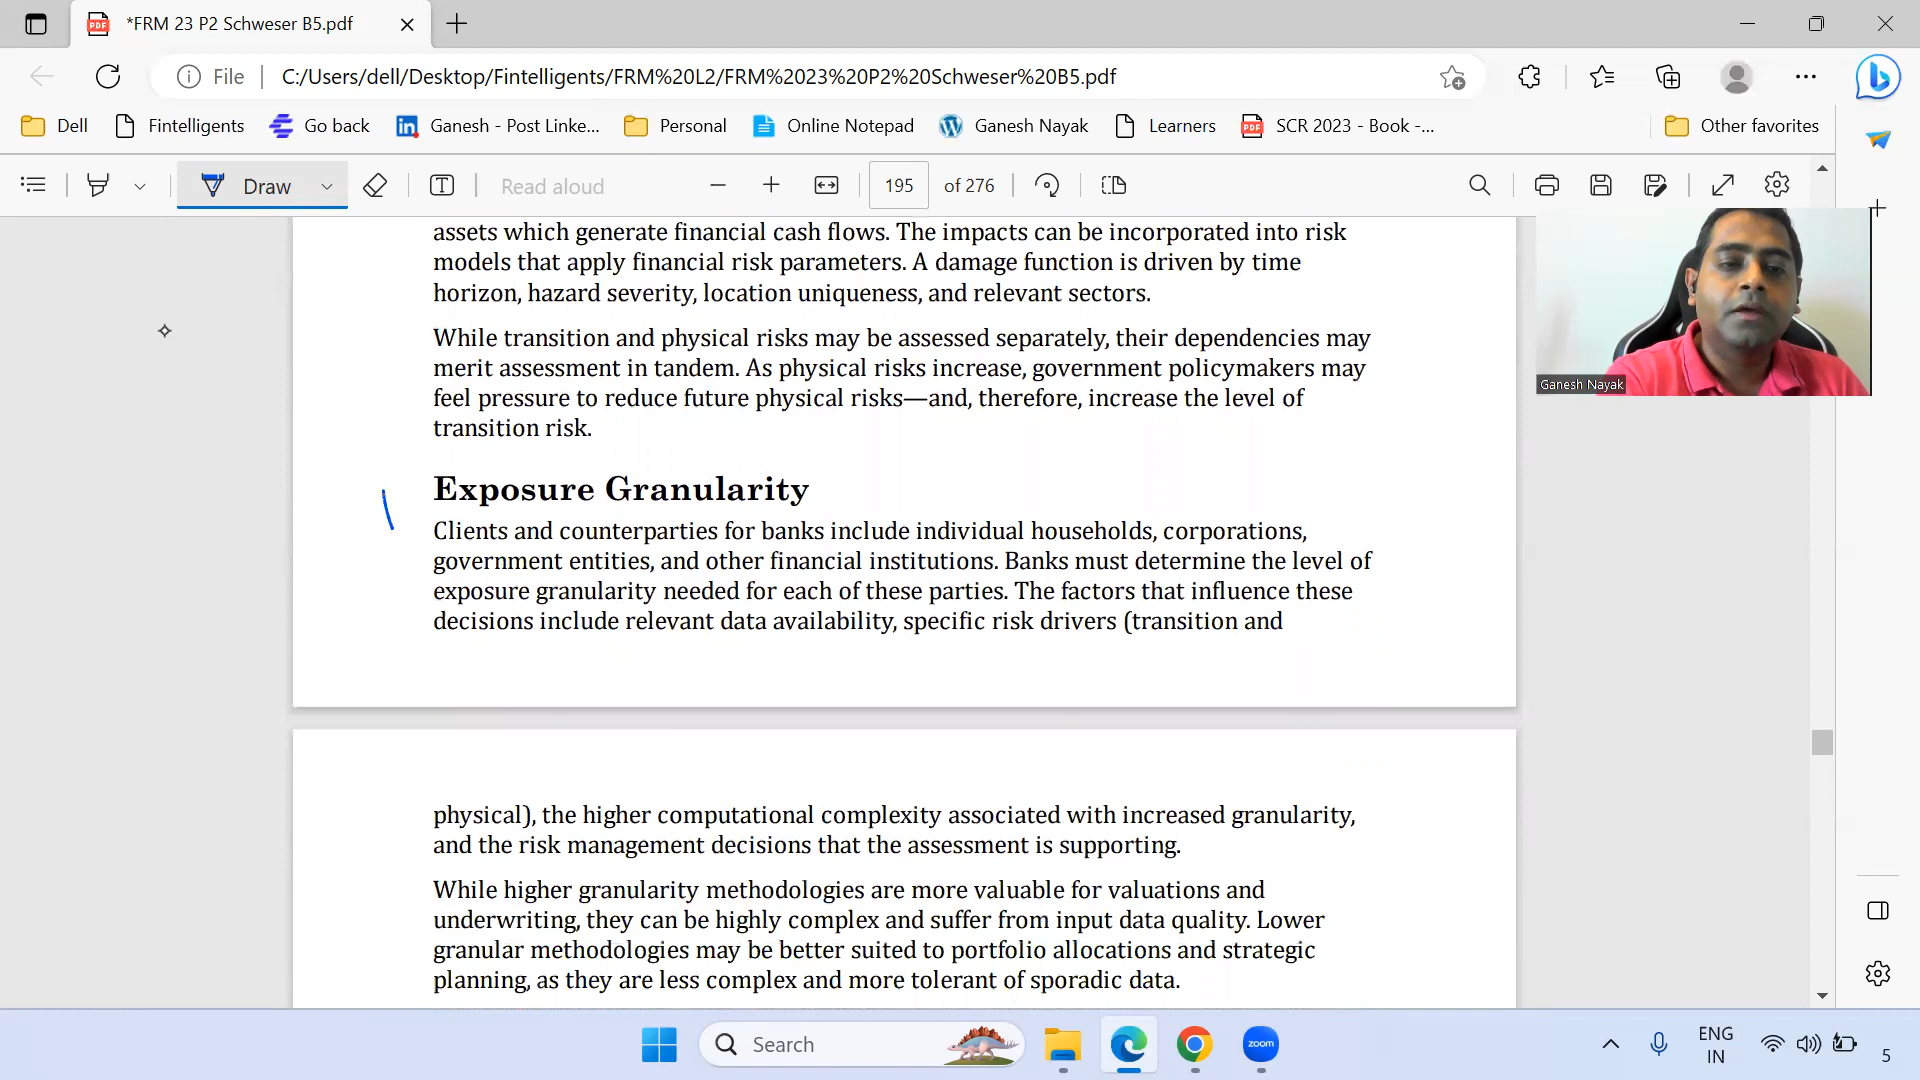 *FRM 23 P2 Schweser B5.pdf
File
C:/Users/dell/Desktop/Fintelligents/FRM%20L2/FRM%2023%20P2%20Schweser%20B5.pdf
Dell
Fintelligents
Go back
Ganesh - Post Linke...
Personal
Online Notepad
Ganesh Nayak
Learners
SCR 2023 - Book -...
Other favorites
Draw
Read aloud
195
of 276
assets which generate financial cash flows. The impacts can be incorporated into risk
models that apply financial risk parameters. A damage function is driven by time
horizon, hazard severity, location uniqueness, and relevant sectors.
While transition and physical risks may be assessed separately, their dependencies may
merit assessment in tandem. As physical risks increase, government policymakers may
feel pressure to reduce future physical risks—and, therefore, increase the level of
transition risk.
Ganesh Nayak
Exposure Granularity
Clients and counterparties for banks include individual households, corporations,
government entities, and other financial institutions. Banks must determine the level of
exposure granularity needed for each of these parties. The factors that influence these
decisions include relevant data availability, specific risk drivers (transition and
physical), the higher computational complexity associated with increased granularity,
and the risk management decisions that the assessment is supporting.
While higher granularity methodologies are more valuable for valuations and
underwriting, they can be highly complex and suffer from input data quality. Lower
granular methodologies may be better suited to portfolio allocations and strategic
planning, as they are less complex and more tolerant of sporadic data.
Search
zoom
ENG
IN
5